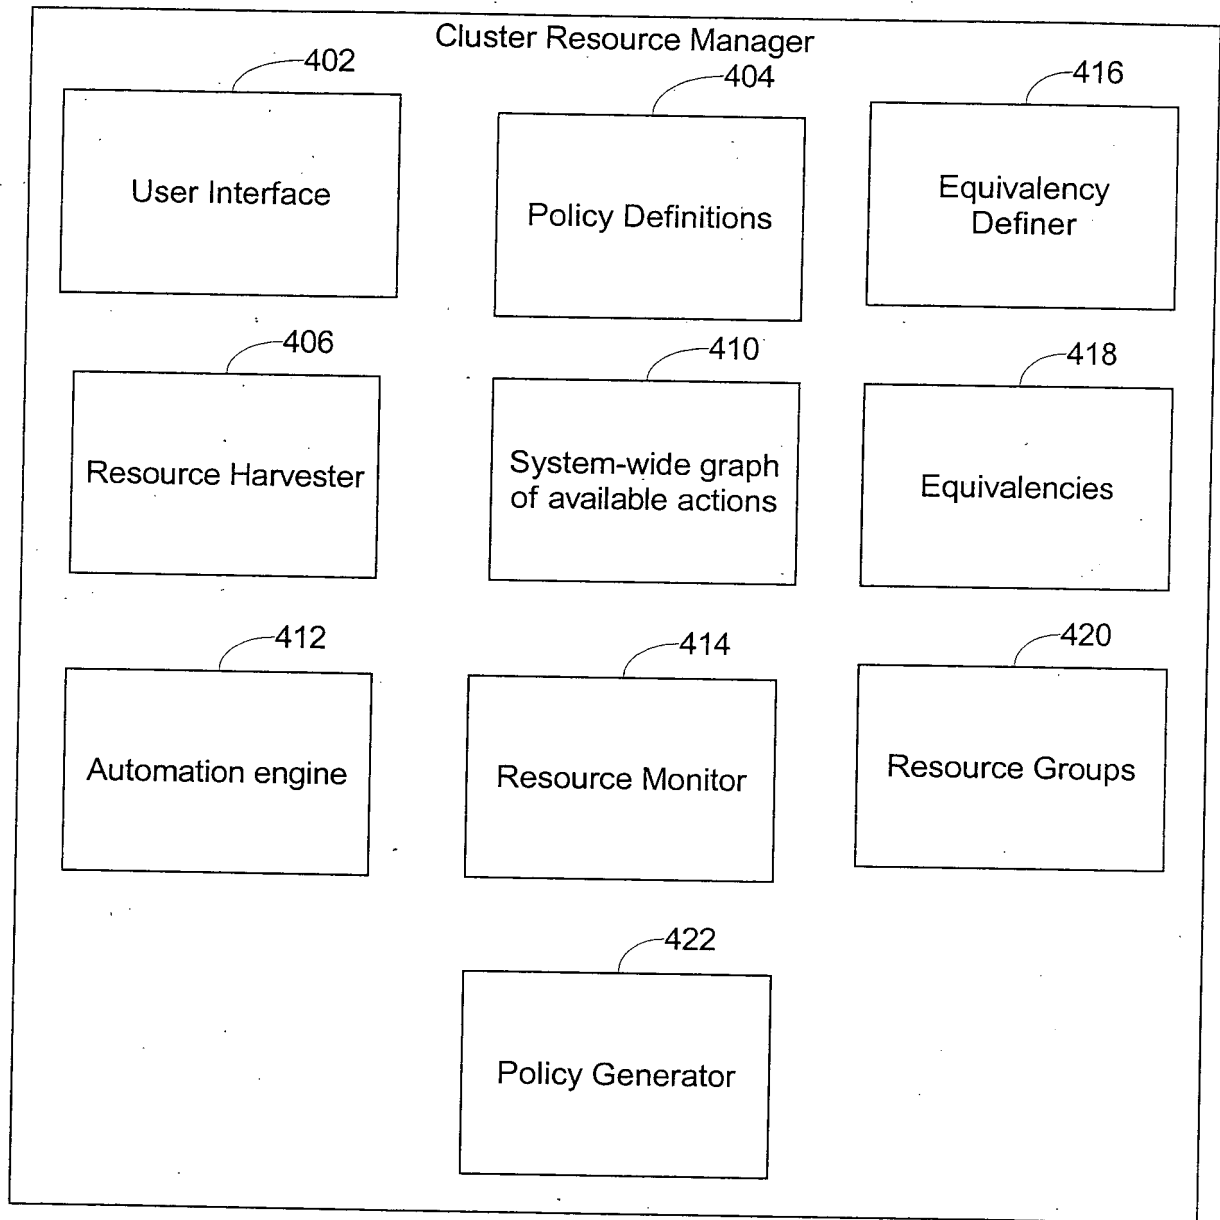 Cluster Resource Manager
402
User Interface
404
Policy Definitions
416
Equivalency
Definer
406
Resource Harvester
410
System-wide graph
of available actions
418
Equivalencies
412
Automation engine
414
Resource Monitor
420
Resource Groups
422
Policy Generator